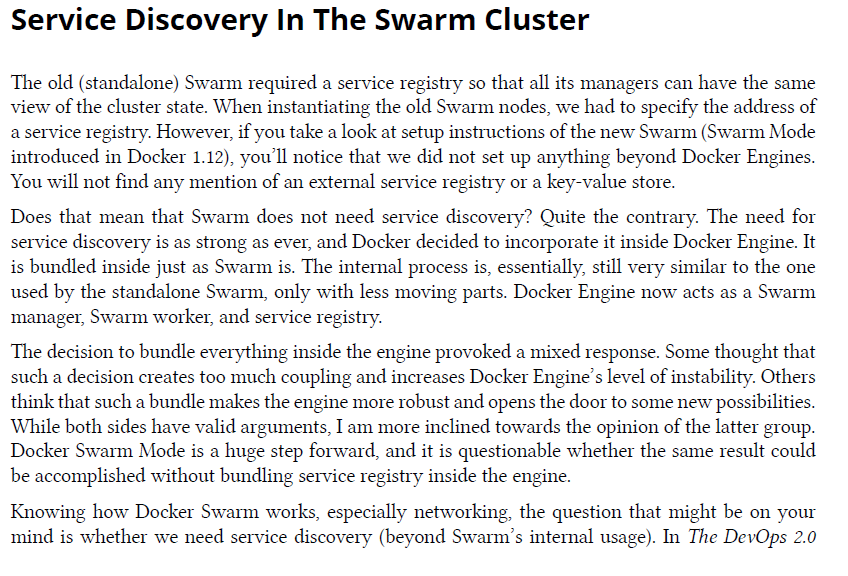 Service Discovery In The Swarm Cluster
The old (standalone) Swarm required a service registry so that all its managers can have the same
view of the cluster state. When instantiating the old Swarm nodes, we had to specify the address of
a service registry. However, if you take a look at setup instructions of the new Swarm (Swarm Mode
introduced in Docker 1.12), you’ll notice that we did not set up anything beyond Docker Engines.
You will not find any mention of an external service registry or a key-value store.
Does that mean that Swarm does not need service discovery? Quite the contrary. The need for
service discovery is as strong as ever, and Docker decided to incorporate it inside Docker Engine. It
is bundled inside just as Swarm is. The internal process is, essentially, still very similar to the one
used by the standalone Swarm, only with less moving parts. Docker Engine now acts as a Swarm
manager, Swarm worker, and service registry.
The decision to bundle everything inside the engine provoked a mixed response. Some thought that
such a decision creates too much coupling and increases Docker Engine’s level of instability. Others
think that such a bundle makes the engine more robust and opens the door to some new possibilities.
While both sides have valid arguments, I am more inclined towards the opinion of the latter group.
Docker Swarm Mode is a huge step forward, and it is questionable whether the same result could
be accomplished without bundling service registry inside the engine.
Knowing how Docker Swarm works, especially networking, the question that might be on your
mind is whether we need service discovery (beyond Swarm’s internal usage). In The DevOps 2.0